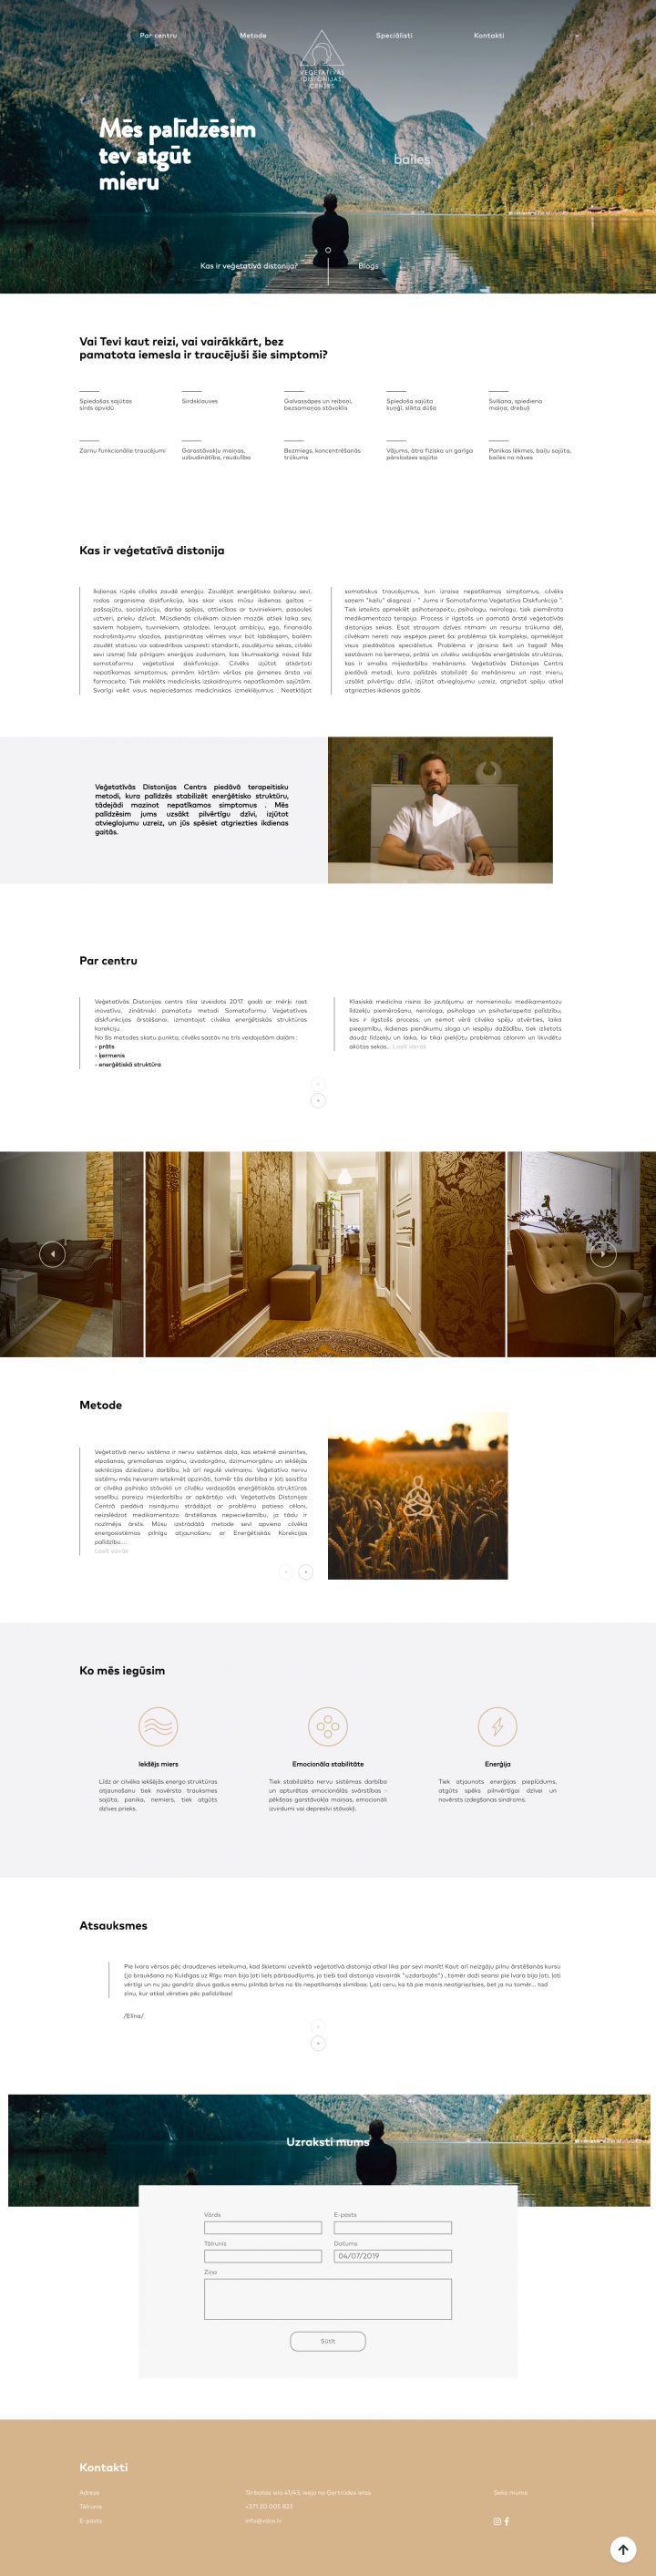 Par centru
Metode
Speciālisti
Kontakti
VEĢETATĪVĀS
DISTONIJAS
CENTRS
Mēs palīdzēsim
tev atgūt
mieru
bailes
Kas ir veģetatīvā distonija?
Blogs
Vai Tevi kaut reizi, vai vairākkārt, bez
pamatota iemesla ir traucējuši šie simptomi?
Spiedošas sajūtas
sirds apvidū
Sirdsklauves
Galvassāpes un reiboņi,
bezsamaņas stāvoklis
Spiedoša sajūta
kuņģī, slikta dūša
Svīšana, spiediena
maiņa, drebuļi
Zarnu funkcionālie traucējumi
Garastāvokļu maiņas,
uzbudinātība, raudulība
Bezmiegs, koncentrēšanās
trūkums
Vājums, ātra fiziska un garīga
pārslodzes sajūta
Panikas lēkmes, baiļu sajūta,
bailes no nāves
Kas ir veģetatīvā distonija
Ikdienas rūpēs cilvēks zaudē enerģiju. Zaudējot enerģētisko balansu sevī,
rodas organisma diskfunkcija, kas skar visas mūsu ikdienas gaitas –
pašsajūtu, socializāciju, darba spējas, attiecības ar tuviniekiem, pasaules
uztveri, prieku dzīvot. Mūsdienās cilvēkam aizvien mazāk atliek laika sev,
saviem hobijiem, tuviniekiem, atslodzei. Ieraujot ambīciju, ego, finansiālo
nodrošinājumu slazdos, pastiprinātas vēlmes visur būt labākajam, bailēm
zaudēt statusu vai sabiedrības uzspiesti standarti, zaudējumu sekas, cilvēki
sevi izsmeļ līdz pilnīgam enerģijas zudumam, kas likumsakarīgi noved līdz
somatoformu veģetatīvai diskfunkcijai. Cilvēks izjūtot atkārtoti
nepatīkamos simptomus, pirmām kārtām vēršas pie ģimenes ārsta vai
farmaceita. Tiek meklēts medicīnisks izskaidrojums nepatīkamām sajūtām.
Svarīgi veikt visus nepieciešamos medicīniskos izmeklējumus . Neatklājot
somatiskus traucējumus, kuri izraisa nepatīkamos simptomus, cilvēks
saņem "kailu" diagnozi - " Jums ir Somatoforma Veģetatīva Diskfunkcija ".
Tiek ieteikts apmeklēt psihoterapeitu, psihologu, neirologu, tiek piemērota
medikamentoza terapija. Process ir ilgstošs un pamatā ārstē veģetatīvās
distonijas sekas. Esot straujam dzīves ritmam un resursu trūkuma dēļ,
cilvēkam nereti nav iespējas pieiet šo problēmai tik kompleksi, apmeklējot
visus piedāvātos speciālistus. Problēma ir jārisina šeit un tagad! Mēs
sastāvam no ķermeņa, prāta un cilvēku veidojošās enerģētiskās struktūras,
kas ir smalks mijiedarbību mehānisms. Veģetatīvās Distonijas Centrs
piedāvā metodi, kura palīdzēs stabilizēt šo mehānismu un rast mieru,
uzsākt pilvērtīgu dzīvi, izjūtot atvieglojumu uzreiz, atgriežot spēju atkal
atgriezties ikdienas gaitās.
Veģetatīvās Distonijas Centrs piedāvā terapeitisku
metodi, kura palīdzēs stabilizēt enerģētisko struktūru,
tādejādi mazinot nepatīkamos simptomus . Mēs
palīdzēsim jums uzsākt pilvērtīgu dzīvi, izjūtot
atvieglojumu uzreiz, un jūs spēsiet atgriezties ikdienas
gaitās.
Par centru
Veģetatīvās Distonijas centrs tika izveidots 2017. gadā ar mērķi rast
inovatīvu, zinātniski pamatotu metodi Somatoformu Veģetatīvas
diskfunkcijas ārstēšanai, izmantojot cilvēka enerģētiskās struktūras
korekciju.
No šīs metodes skatu punkta, cilvēks sastāv no trīs veidojošām daļām :
- prāts
- ķermenis
- enerģētiskā struktūra
Klasiskā medicīna risina šo jautājumu ar nomierinošu medikamentozu
līdzekļu piemērošanu, neirologa, psihologa un psihoterapeita palīdzību,
kas ir ilgstošs process, un ņemot vērā cilvēka spēju atvērties, laika
pieejamību, ikdienas pienākumu slogu un iespēju dažādību, tiek izlietots
daudz līdzekļu un laika, lai tikai piekļūtu problēmas cēlonim un likvidētu
akūtās sekas... Lasīt vairāk
Metode
Veģetatīvā nervu sistēma ir nervu sistēmas daļa, kas ietekmē asinsrites,
elpošanas, gremošanas orgānu, izvadorgānu, dzimumorgānu un iekšējās
sekrēcijas dziedzeru darbību, kā arī regulē vielmaiņu. Veģetatīvo nervu
sistēmu mēs nevaram ietekmēt apzināti, tomēr tās darbība ir ļoti saistīta
ar cilvēka psihisko stāvokli un cilvēku veidojošās enerģētiskās struktūras
veselību, pareizu mijiedarbību ar apkārtējo vidi. Veģetatīvās Distonijas
Centrā piedāvā risinājumu strādājot ar problēmu patieso cēloni,
neizslēdzot medikamentozo ārstēšanas nepieciešamību, ja tādu ir
nozīmējis ārsts. Mūsu izstrādātā metode sevī apvieno cilvēka
energosistēmas pilnīgu atjaunošanu ar Enerģētiskās Korekcijas
palīdzību....
Lasīt vairāk
Ko mēs iegūsim
Iekšējs miers
Līdz ar cilvēka iekšējās energo struktūras
atjaunošanu tiek novērsta trauksmes
sajūta, panika, nemiers, tiek atgūts
dzīves prieks.
Emocionāla stabilitāte
Tiek stabilizēta nervu sistēmas darbība
un apturētas emocionālās svārstības -
pēkšņas garstāvokļa maiņas, emocionāli
izvirdumi vai depresīvi stāvokļi.
Enerģija
Tiek atjaunots enerģijas pieplūdums,
atgūts spēks pilnvērtīgai dzīvei un
novērsts izdegšanas sindroms.
Atsauksmes
Pie Ivara vērsos pēc draudzenes ieteikuma, kad šķietami uzveiktā veģetatīvā distonija atkal lika par sevi manīt! Kaut arī neizgāju pilnu ārstēšanās kursu
(jo braukšana no Kuldīgas uz Rīgu man bija ļoti liels pārbaudījums, jo tieši tad distonija visvairāk "uzdarbojās") , tomēr daži seansi pie Ivara bija ļoti, ļoti
vērtīgi un nu jau gandrīz divus gadus esmu pilnībā brīva no šīs nepatīkamās slimības. Ļoti ceru, ka tā pie manis neatgriezīsies, bet ja nu tomēr... tad
zinu, kur atkal vērsties pēc palīdzības!
/Elīna/
Uzraksti mums
Vārds
E-pasts
Tālrunis
Datums
04/07/2019
Ziņa
Sūtīt
Kontakti
Adrese
Tērbatas iela 41/43, ieeja no Ģertrūdes ielas
Seko mums
Tālrunis
+371 20 005 823
E-pasts
info@vdca.lv